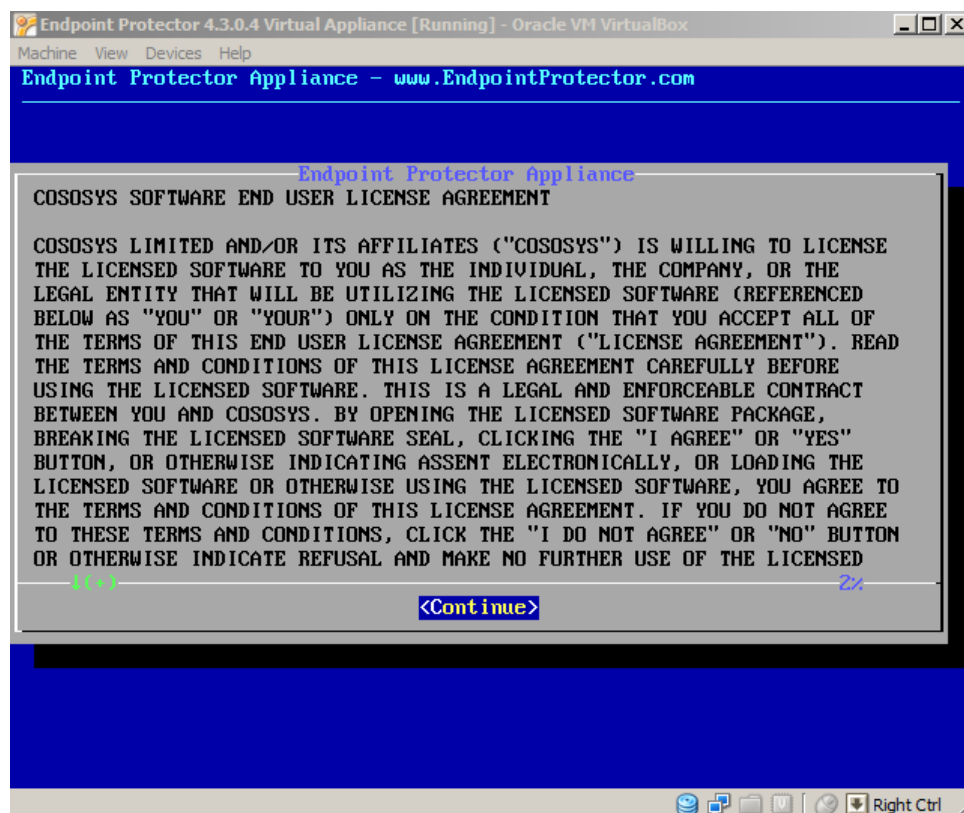 Endpoint Protector 4.3.0.4 Virtual Appliance [Running] - Oracle VM VirtualBox
Machine View Devices Help
Endpoint Protector Appliance - www.EndpointProtector.com
Endpoint Protector Appliance
COSOSYS SOFTWARE END USER LICENSE AGREEMENT
COSOSYS LIMITED AND/OR ITS AFFILIATES ("COSOSYS") IS WILLING TO LICENSE
THE LICENSED SOFTWARE TO YOU AS THE INDIVIDUAL, THE COMPANY, OR THE
LEGAL ENTITY THAT WILL BE UTILIZING THE LICENSED SOFTWARE (REFERENCED
BELOW AS "YOU" OR "YOUR") ONLY ON THE CONDITION THAT YOU ACCEPT ALL OF
THE TERMS OF THIS END USER LICENSE AGREEMENT ("LICENSE AGREEMENT"). READ
THE TERMS AND CONDITIONS OF THIS LICENSE AGREEMENT CAREFULLY BEFORE
USING THE LICENSED SOFTWARE. THIS IS A LEGAL AND ENFORCEABLE CONTRACT
BETWEEN YOU AND COSOSYS. BY OPENING THE LICENSED SOFTWARE PACKAGE,
BREAKING THE LICENSED SOFTWARE SEAL, CLICKING THE "I AGREE" OR "YES"
BUTTON, OR OTHERWISE INDICATING ASSENT ELECTRONICALLY, OR LOADING THE
LICENSED SOFTWARE OR OTHERWISE USING THE LICENSED SOFTWARE, YOU AGREE TO
THE TERMS AND CONDITIONS OF THIS LICENSE AGREEMENT. IF YOU DO NOT AGREE
TO THESE TERMS AND CONDITIONS, CLICK THE "I DO NOT AGREE" OR "NO" BUTTON
OR OTHERWISE INDICATE REFUSAL AND MAKE NO FURTHER USE OF THE LICENSED
↓(+) 2%
<Continue>
Right Ctrl